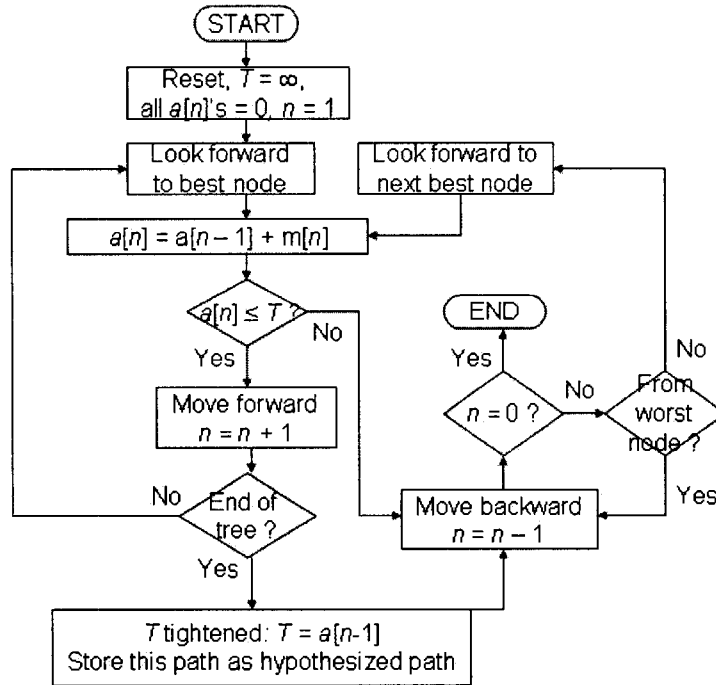 START
Reset, T = ∞,
all a[n]'s = 0, n = 1
Look forward
to best node
Look forward to
next best node
a[n] = a[n – 1] + m[n]
a[n] ≤ T ?
No
Yes
END
Yes
No
Move forward
n = n + 1
n = 0 ?
No
From
worst
node ?
No
End of
tree ?
Yes
Move backward
n = n – 1
Yes
T tightened: T = a[n-1]
Store this path as hypothesized path